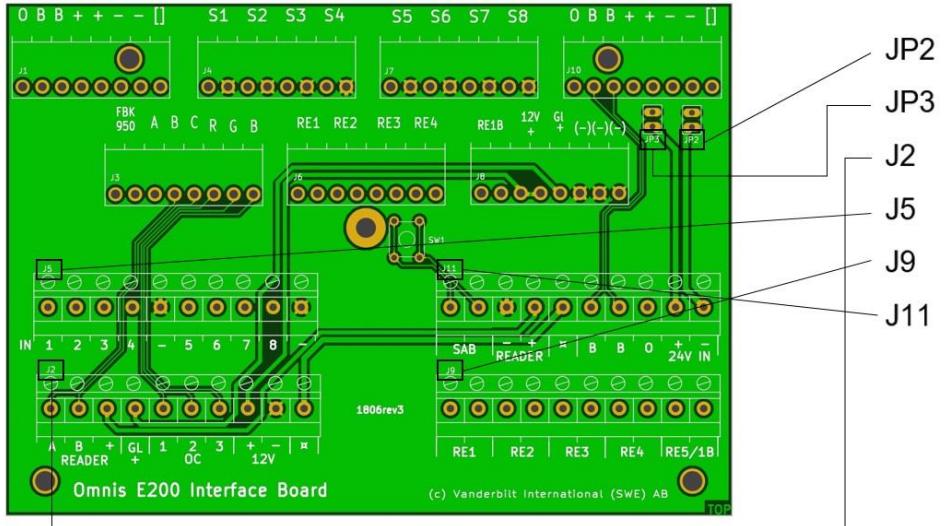 O B B + + − − []
S1 S2 S3 S4
S5 S6 S7 S8
O B B + + − − []
J1
J4
J7
J10
JP2
JP3
J2
J5
J9
J11
FBK
950
A B C R G B
RE1 RE2 RE3 RE4
RE1B
12V
+
Gl
+
(−)(−)(−)
JP3
JP2
J3
J6
J8
SW1
J5
J11
IN 1 2 3 4 − 5 6 7 8 −
SAB
− +
READER
¤
B B O
+ −
24V IN
J2
J9
1806rev3
A B +
READER
GL
+
1 2 3
OC
+ −
12V
¤
RE1 RE2 RE3 RE4 RE5/1B
Omnis E200 Interface Board
(c) Vanderbilt International (SWE) AB
TOP